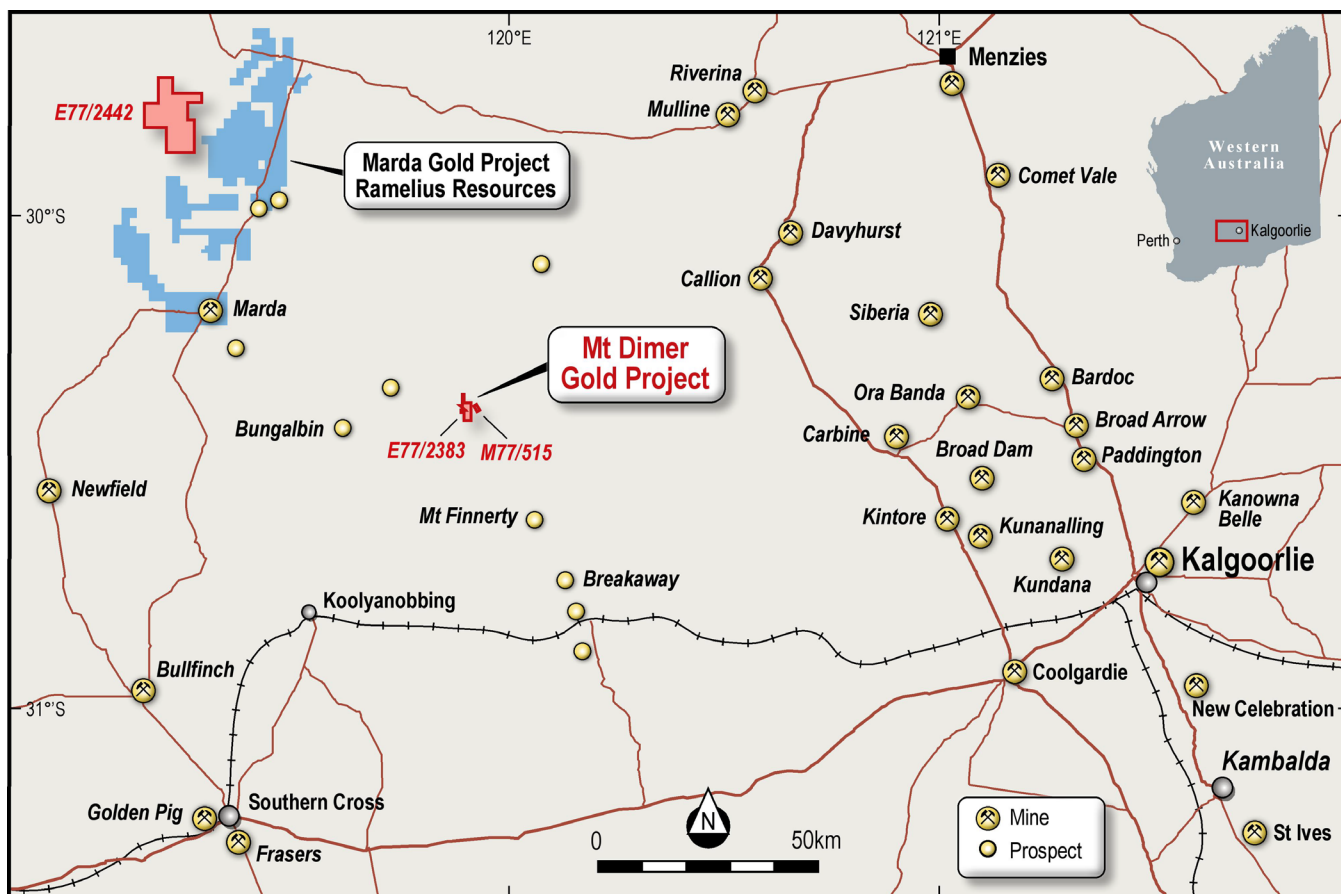 120°E
121°E
Menzies
Riverina
Mulline
E77/2442
Marda Gold Project
Ramelius Resources
Comet Vale
Western
Australia
Perth
Kalgoorlie
30°S
30°S
Davyhurst
Callion
Marda
Siberia
Mt Dimer
Gold Project
Bardoc
Ora Banda
Broad Arrow
Bungalbin
E77/2383
M77/515
Carbine
Broad Dam
Paddington
Newfield
Kanowna
Belle
Mt Finnerty
Kintore
Kunanalling
Kalgoorlie
Kundana
Breakaway
Koolyanobbing
Bullfinch
Coolgardie
31°S
31°S
New Celebration
Kambalda
Golden Pig
Southern Cross
Frasers
0
50km
N
Mine
Prospect
St Ives